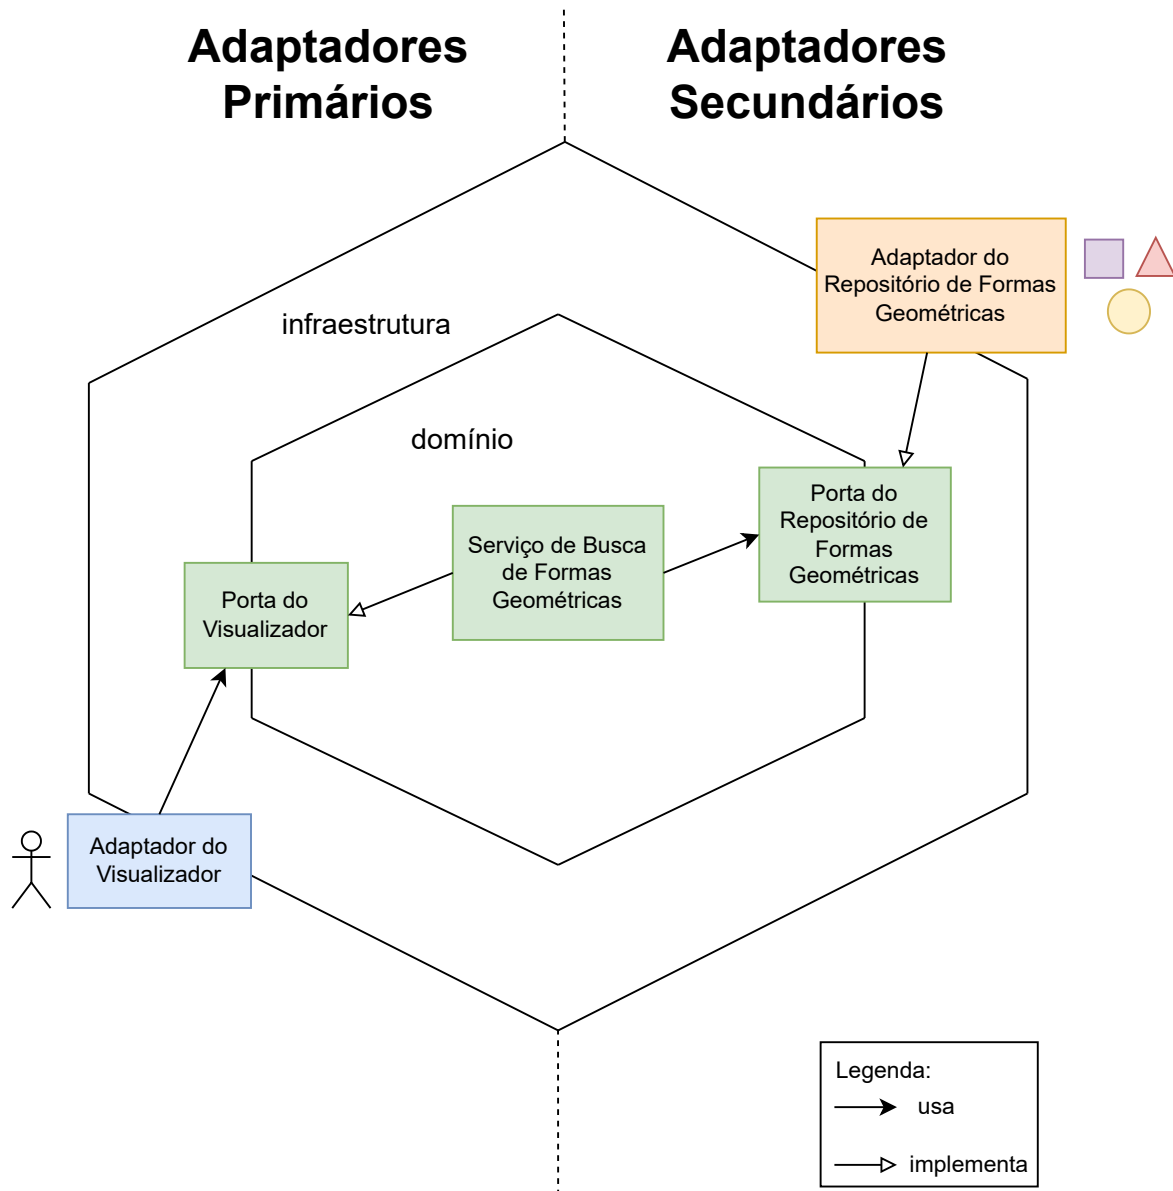 Adaptadores
Primários
Adaptadores
Secundários
Adaptador do
Repositório de Formas
Geométricas
infraestrutura
domínio
Porta do
Repositório de
Formas
Geométricas
Serviço de Busca
de Formas
Geométricas
Porta do
Visualizador
Adaptador do
Visualizador
Legenda:
usa
implementa